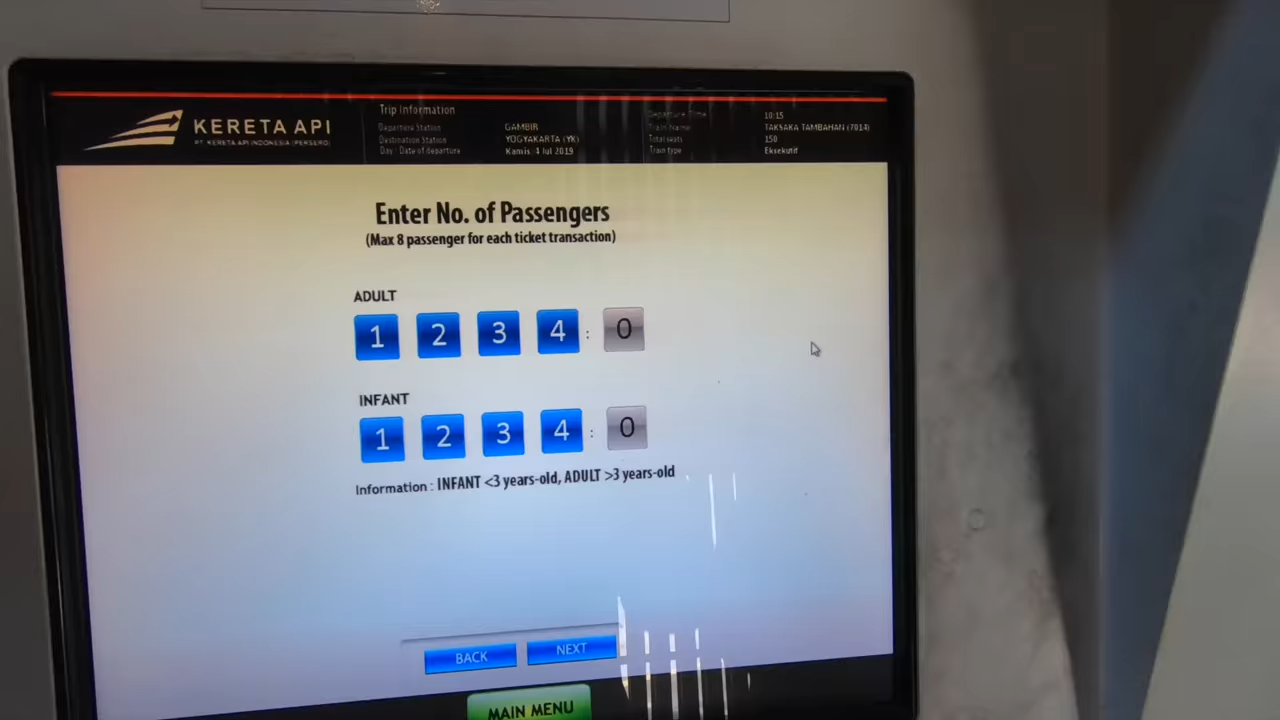 KERETA API
PT. KERETA API INDONESIA (PERSERO)
Trip Information
Departure Station GAMBIR
Destination Station YOGYAKARTA (YK)
Day / Date of departure Kamis, 4 Jul 2019
Departure Time 10:15
Train Name TAKSAKA TAMBAHAN (7014)
Total seats 150
Train type Eksekutif
Enter No. of Passengers
(Max 8 passenger for each ticket transaction)
ADULT
1 2 3 4 : 0
INFANT
1 2 3 4 : 0
Information : INFANT <3 years-old, ADULT >3 years-old
BACK NEXT
MAIN MENU